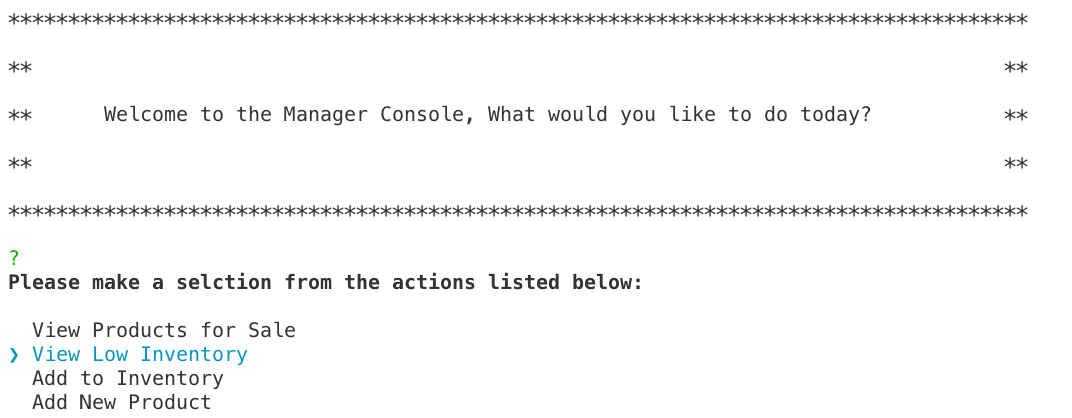 *************************************************************************************
** **
** Welcome to the Manager Console, What would you like to do today? **
** **
*************************************************************************************
?
Please make a selction from the actions listed below:
View Products for Sale
❯ View Low Inventory
Add to Inventory
Add New Product